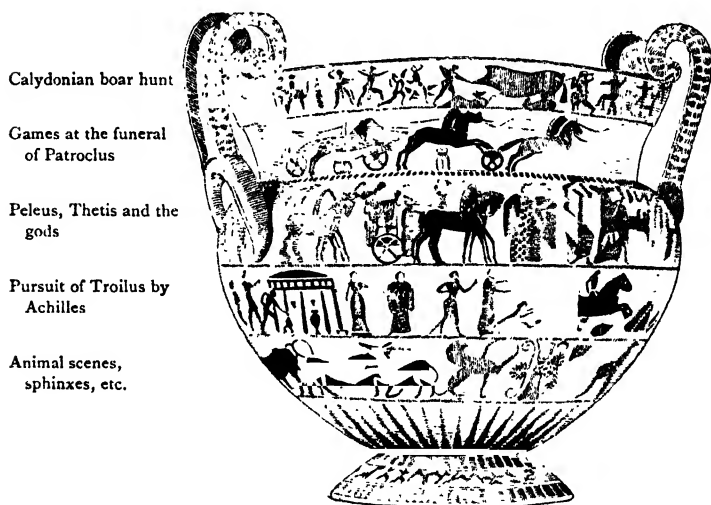 Calydonian boar hunt
Games at the funeral
of Patroclus
Peleus, Thetis and the
gods
Pursuit of Troilus by
Achilles
Animal scenes,
sphinxes, etc.